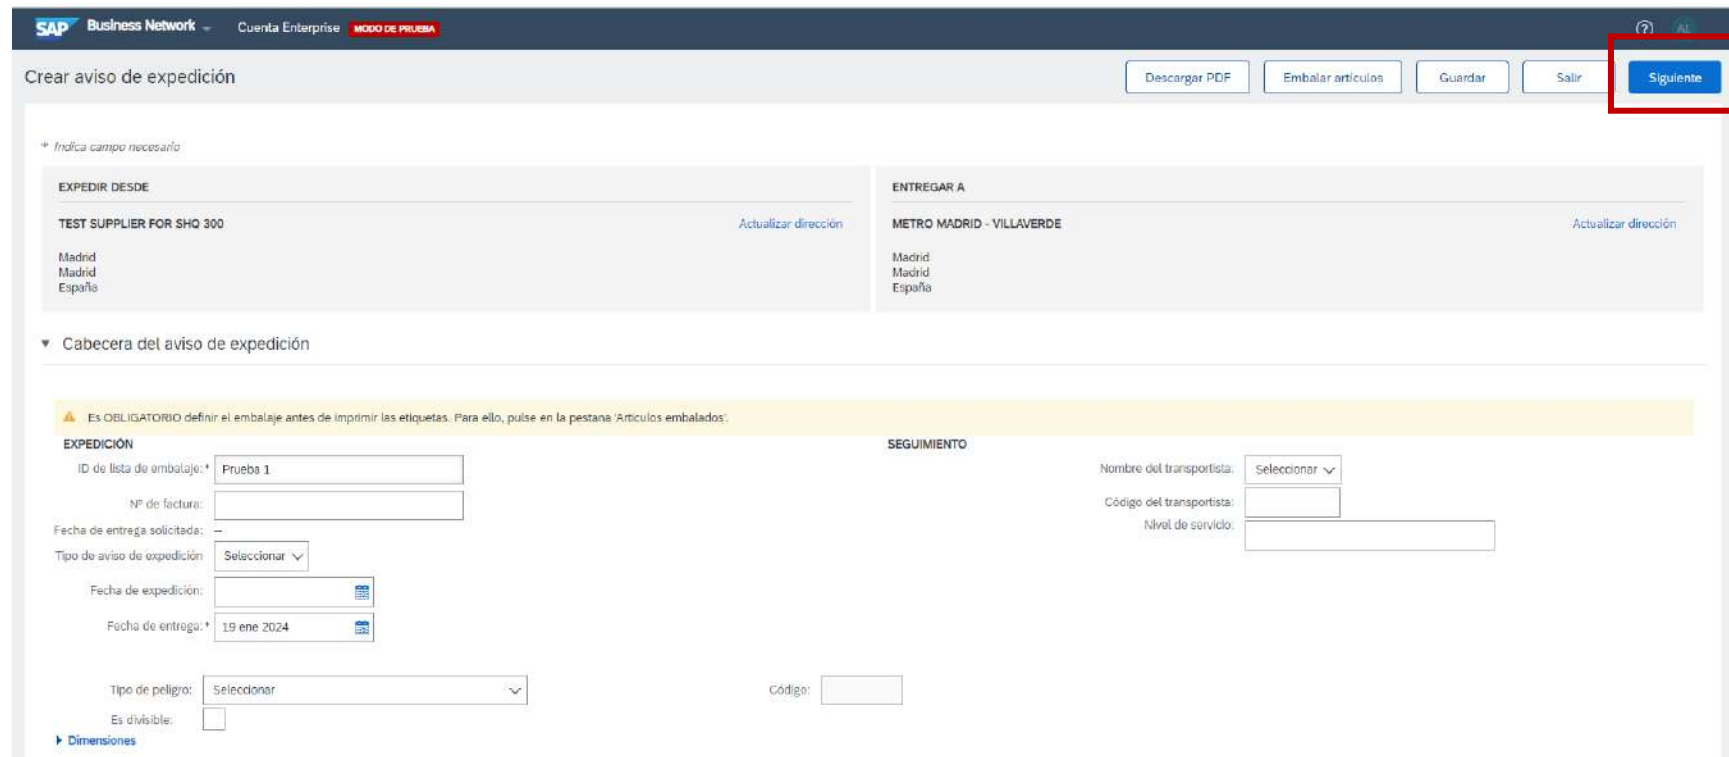 SAP Business Network Cuenta Enterprise MODO DE PRUEBA AL
Crear aviso de expedición Descargar PDF Embalar artículos Guardar Salir Siguiente
* Indica campo necesario
EXPEDIR DESDE
TEST SUPPLIER FOR SHQ 300 Actualizar dirección
Madrid
Madrid
España
ENTREGAR A
METRO MADRID - VILLAVERDE Actualizar dirección
Madrid
Madrid
España
Cabecera del aviso de expedición
Es OBLIGATORIO definir el embalaje antes de imprimir las etiquetas. Para ello, pulse en la pestana 'Articulos embalados'.
EXPEDICIÓN
ID de lista de embalaje:* Prueba 1
Nº de factura:
Fecha de entrega solicitada: --
Tipo de aviso de expedición Seleccionar
Fecha de expedición:
Fecha de entrega:* 19 ene 2024
SEGUIMIENTO
Nombre del transportista: Seleccionar
Código del transportista:
Nivel de servicio:
Tipo de peligro: Seleccionar Código:
Es divisible:
Dimensiones